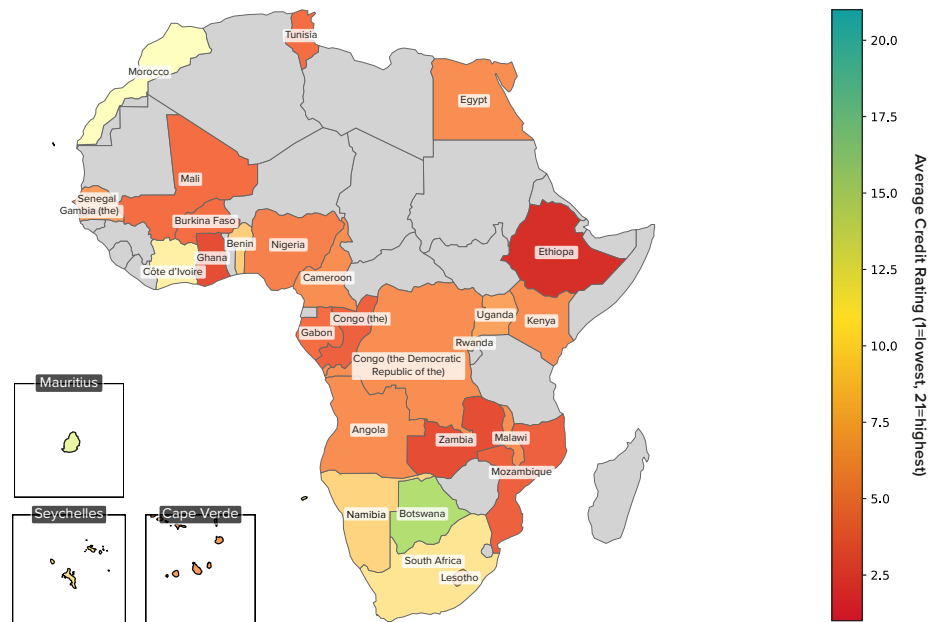 Tunisia
Morocco
Egypt
Mali
Senegal
Gambia (the)
Burkina Faso
Benin
Nigeria
Ghana
Côte d'Ivoire
Ethiopa
Cameroon
Uganda
Congo (the)
Kenya
Gabon
Rwanda
Congo (the Democratic
Republic of the)
Angola
Zambia
Malawi
Mozambique
Namibia
Botswana
South Africa
Lesotho
Mauritius
Seychelles
Cape Verde
20.0
17.5
15.0
12.5
10.0
7.5
5.0
2.5
Average Credit Rating (1=lowest, 21=highest)